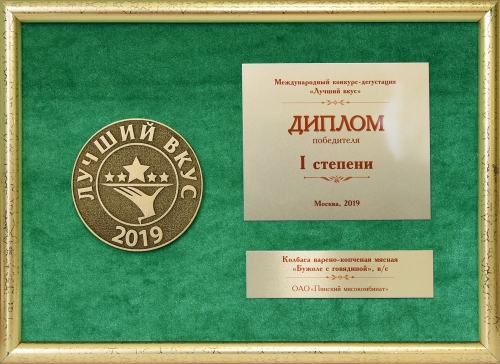 ЛУЧШИЙ ВКУС
2019
Международный конкурс-дегустация
«Лучший вкус»
ДИПЛОМ
победителя
I степени
Москва, 2019
Колбаса варено-копченая мясная
«Бужоле с говядиной», в/с
ОАО «Пинский мясокомбинат»